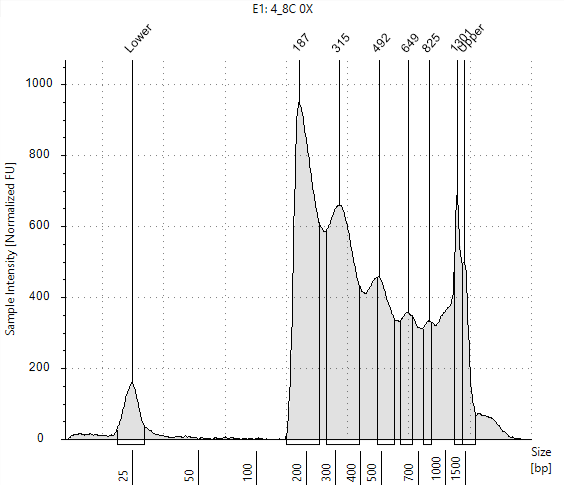 E1: 4_8C 0X
Lower 187 315 492 649 825 1301 Upper
Sample Intensity [Normalized FU]
1000
800
600
400
200
0
25 50 100 200 300 400 500 700 1000 1500
Size
[bp]